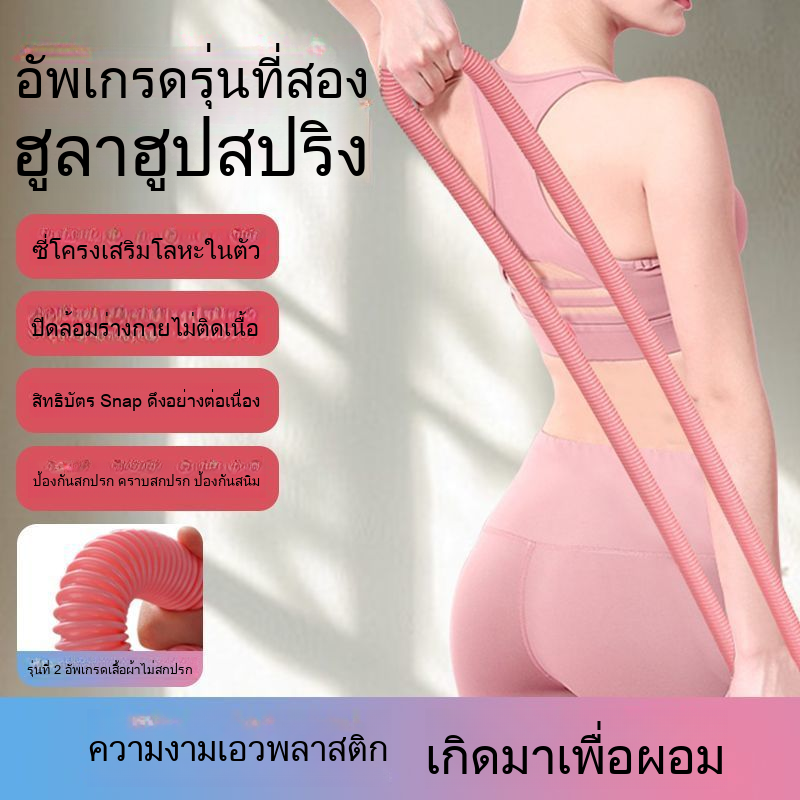 อัพเกรดรุ่นที่สอง
ฮูลาฮูปสปริง
ซี่โครงเสริมโลหะในตัว
ปิดล้อมร่างกายไม่ติดเนื้อ
สิทธิบัตร Snap ดึงอย่างต่อเนื่อง
ป้องกันสกปรก คราบสกปรก ป้องกันสนิม
รุ่นที่ 2 อัพเกรดเสื้อผ้าไม่สกปรก
ความงามเอวพลาสติก
เกิดมาเพื่อผอม